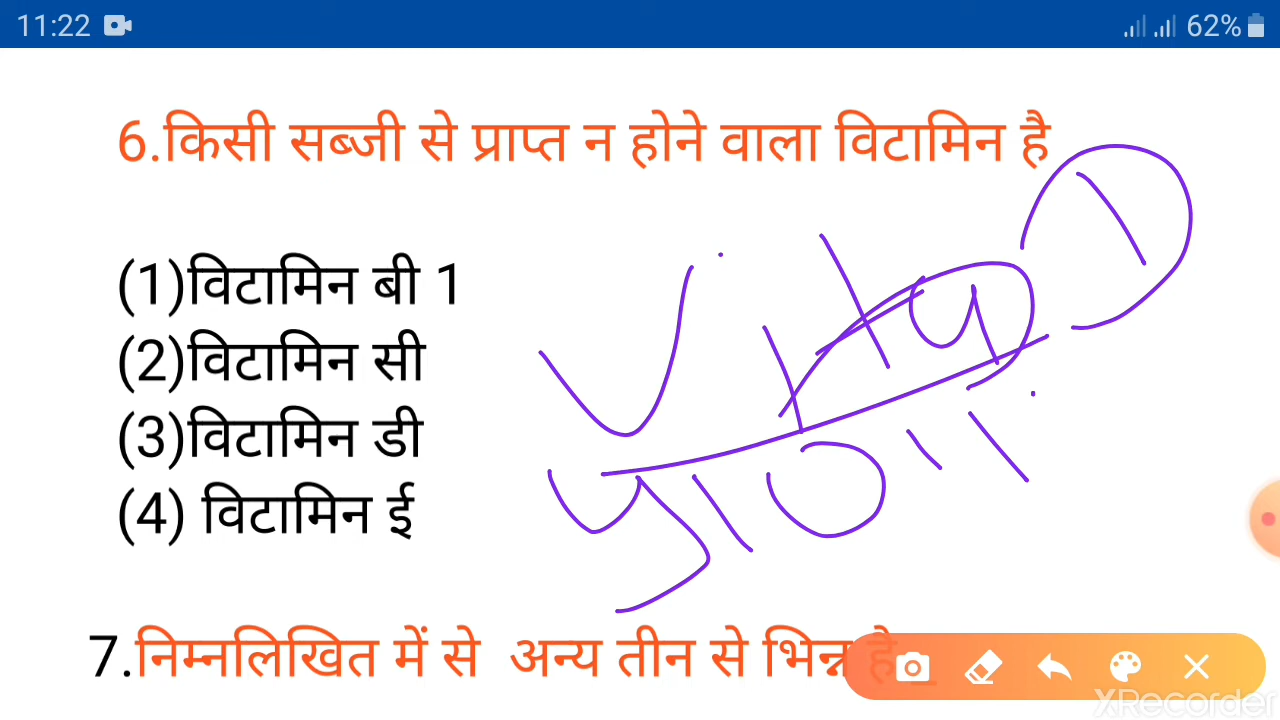 11:22 62%
6.किसी सब्जी से प्राप्त न होने वाला विटामिन है
(1)विटामिन बी 1
(2)विटामिन सी
(3)विटामिन डी
(4) विटामिन ई
7.निम्नलिखित में से अन्य तीन से भिन्न है
XRecorder